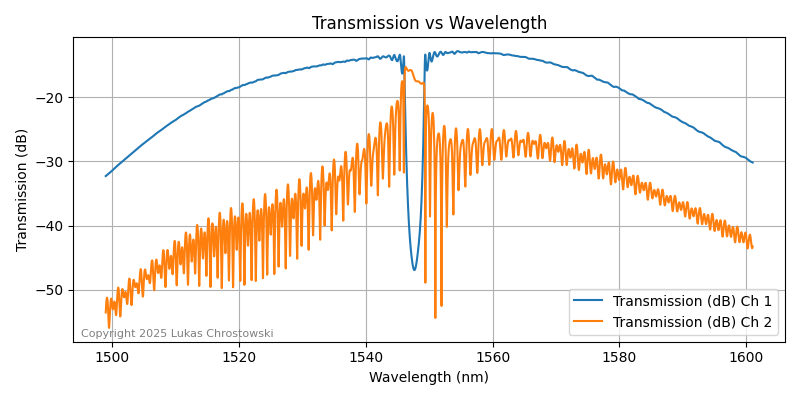 Transmission vs Wavelength
Transmission (dB)
−20
−30
−40
−50
Transmission (dB) Ch 1
Transmission (dB) Ch 2
Copyright 2025 Lukas Chrostowski
1500
1520
1540
1560
1580
1600
Wavelength (nm)